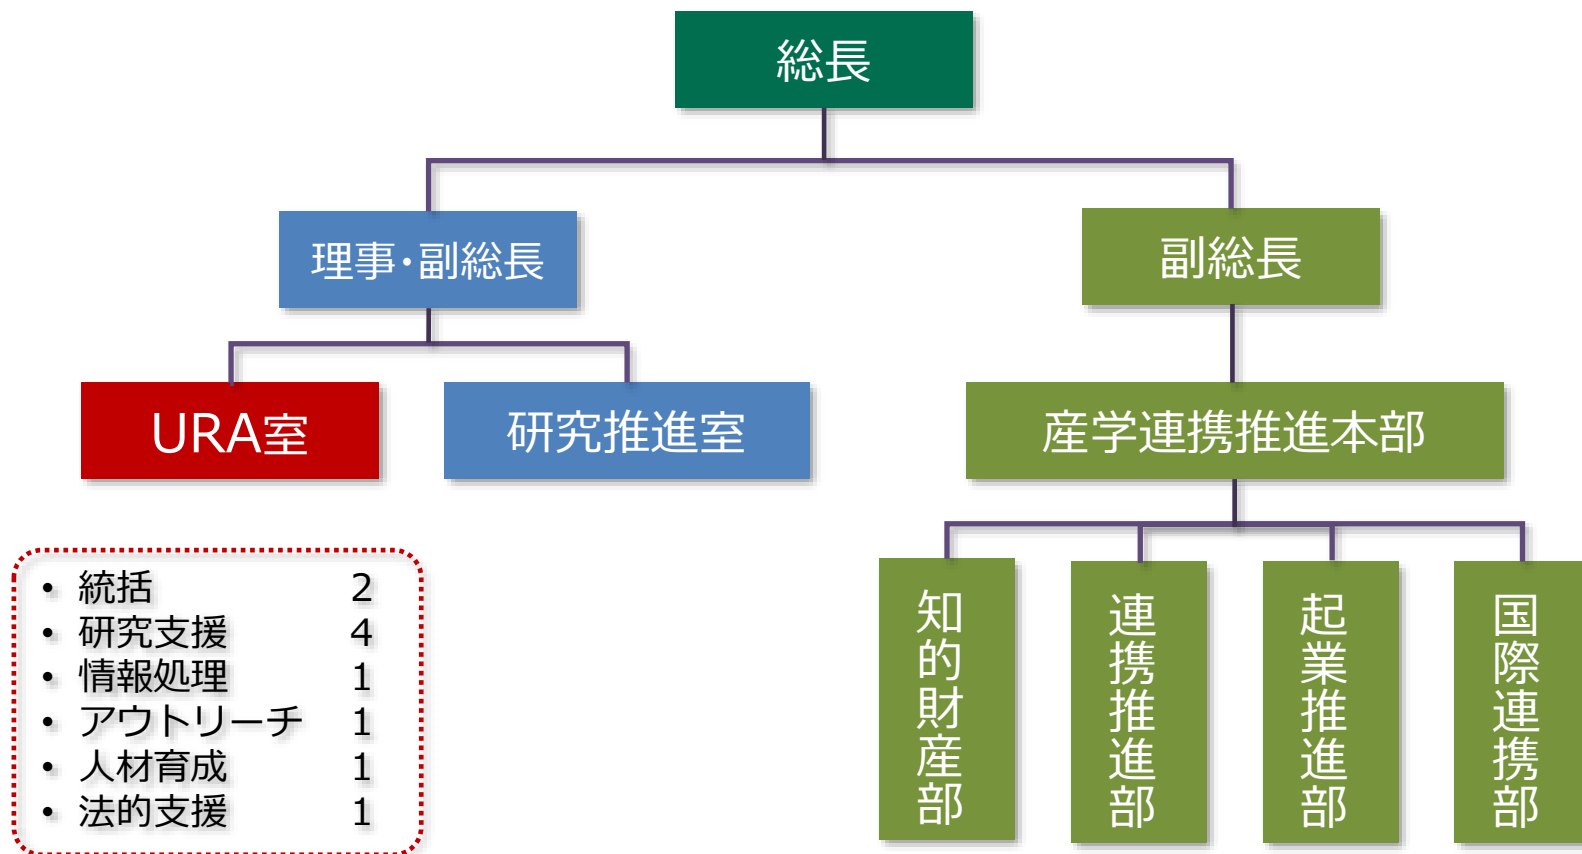 総長
理事・副総長
副総長
URA室
研究推進室
産学連携推進本部
• 統括 2
• 研究支援 4
• 情報処理 1
• アウトリーチ 1
• 人材育成 1
• 法的支援 1
知的財産部
連携推進部
起業推進部
国際連携部